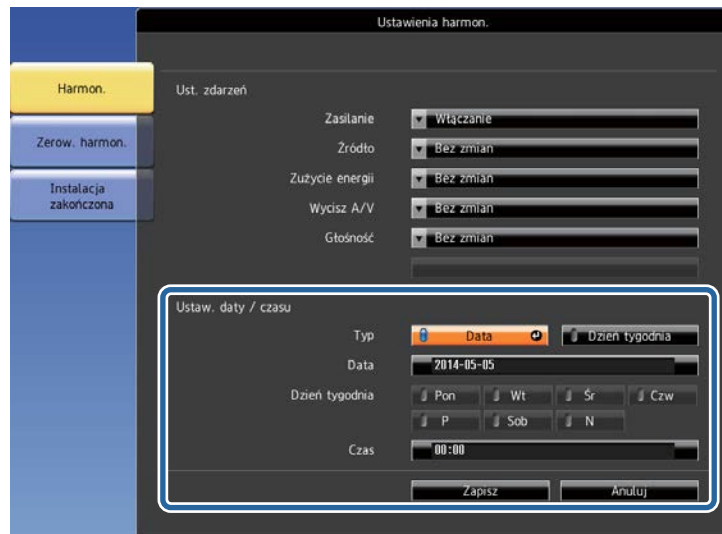 Ustawienia harmon.
Harmon.
Zerow. harmon.
Instalacja
zakończona
Ust. zdarzeń
Zasilanie Włączanie
Źródło Bez zmian
Zużycie energii Bez zmian
Wycisz A/V Bez zmian
Głośność Bez zmian
Ustaw. daty / czasu
Typ Data Dzień tygodnia
Data 2014-05-05
Dzień tygodnia Pon Wt Śr Czw
P Sob N
Czas 00:00
Zapisz Anuluj